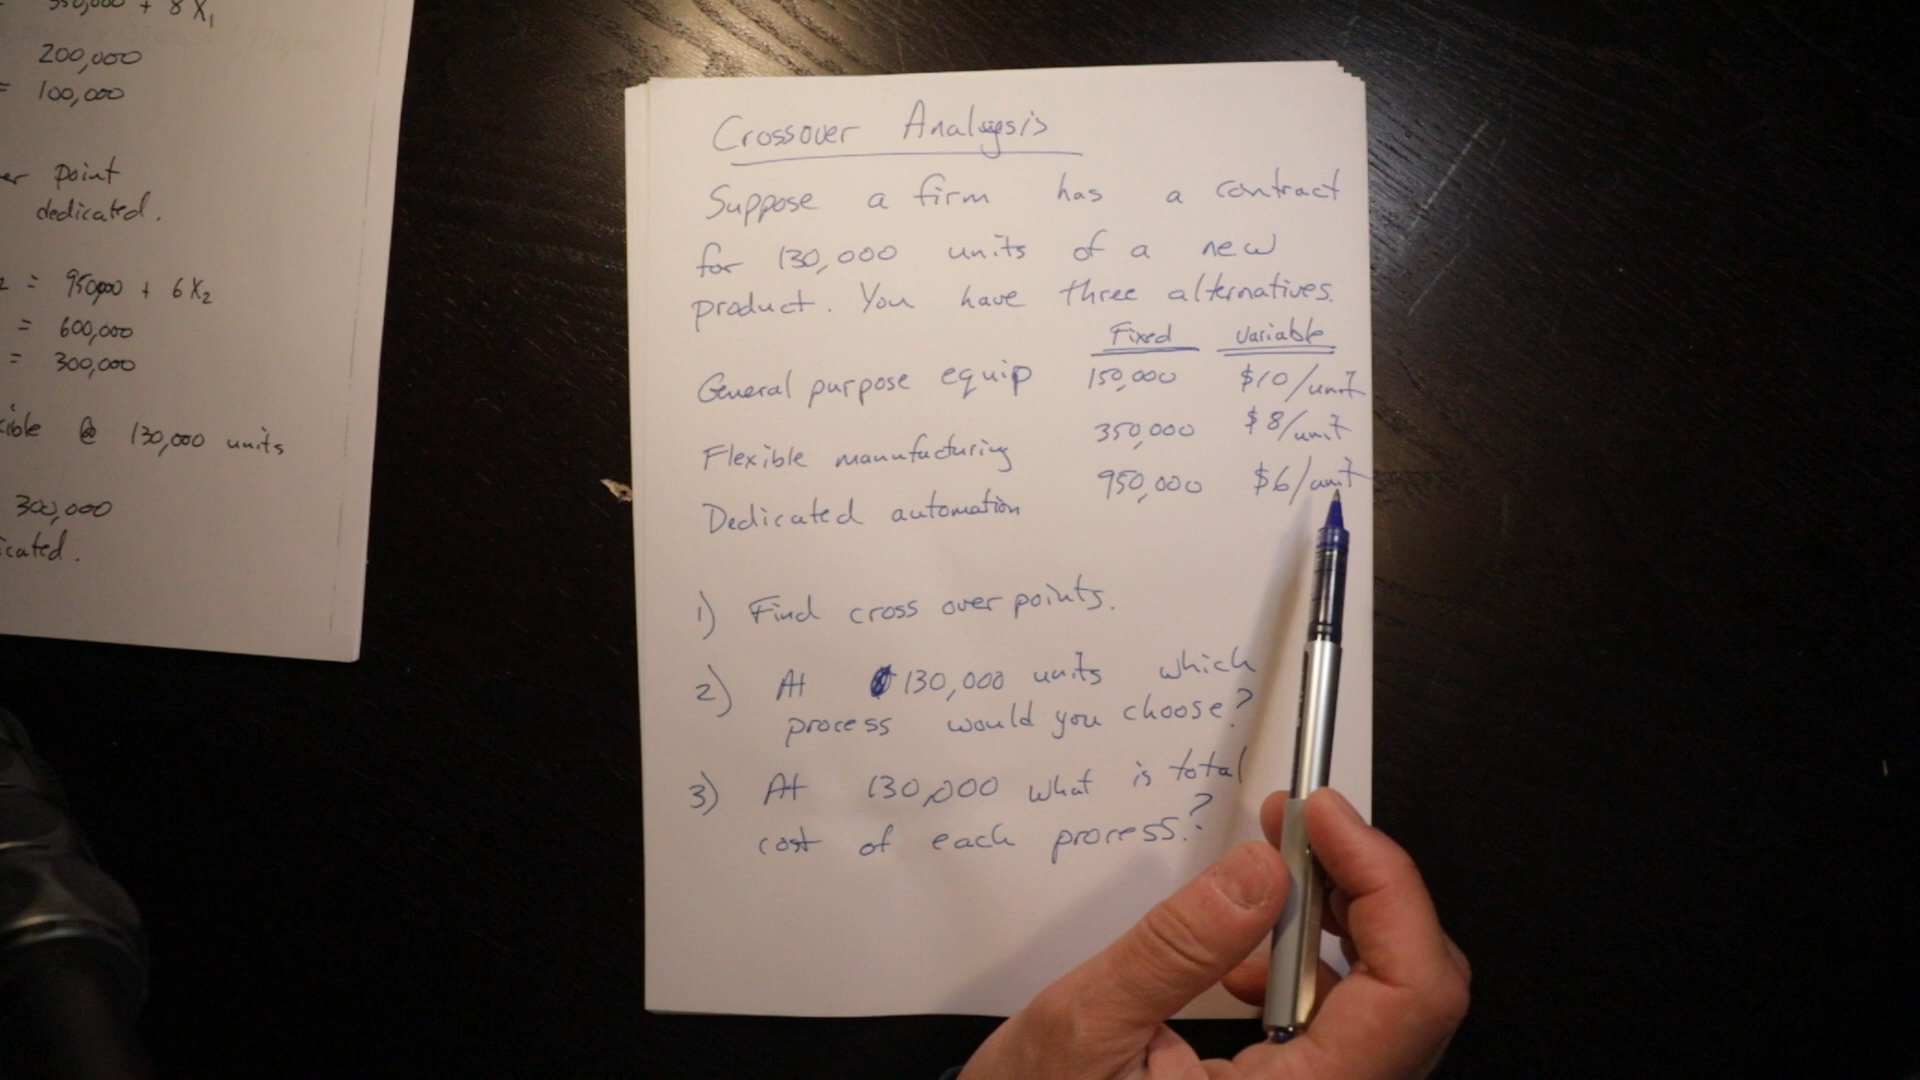 350,000 + 8X₁
200,000
= 100,000
point
dedicated.
= 950,000 + 6X₂
= 600,000
= 300,000
@ 130,000 units
300,000
Crossover Analysis
Suppose a firm has a contract
for 130,000 units of a new
product. You have three alternatives.
Fixed Variable
General purpose equip 150,000 $10/unit
Flexible manufacturing 350,000 $8/unit
Dedicated automation 950,000 $6/unit
1) Find cross over points.
2) At 130,000 units which
process would you choose?
3) At 130,000 what is total
cost of each process?